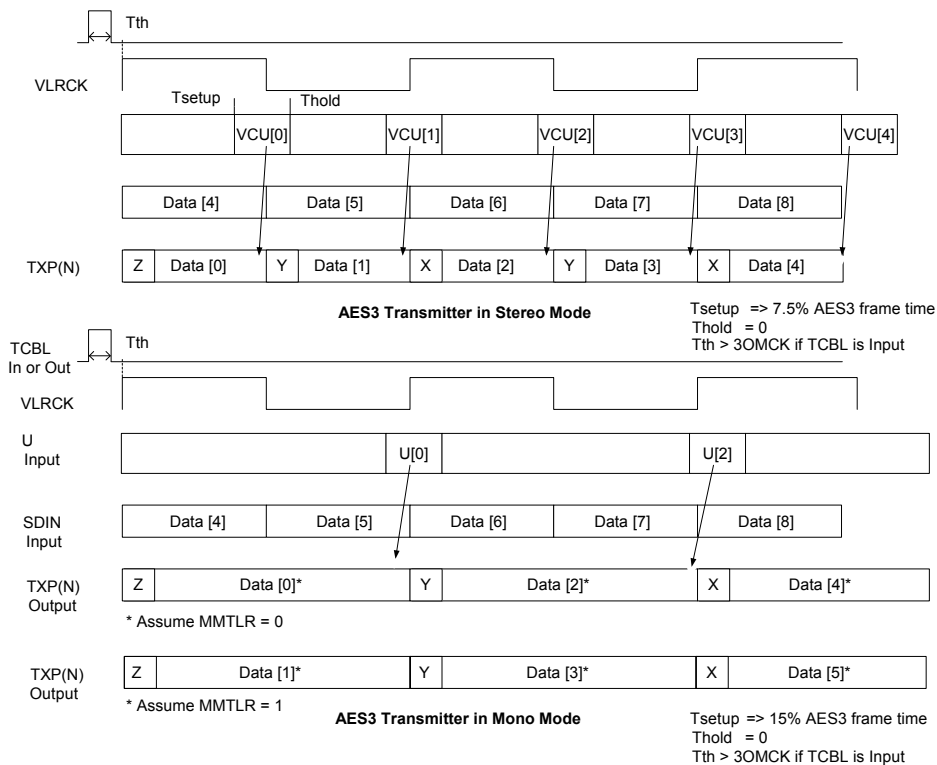 Tth
VLRCK
Tsetup Thold
VCU[0] VCU[1] VCU[2] VCU[3] VCU[4]
Data [4] Data [5] Data [6] Data [7] Data [8]
TXP(N) Z Data [0] Y Data [1] X Data [2] Y Data [3] X Data [4]
AES3 Transmitter in Stereo Mode
Tsetup => 7.5% AES3 frame time
Thold = 0
Tth > 3OMCK if TCBL is Input
TCBL
In or Out
Tth
VLRCK
U
Input
U[0] U[2]
SDIN
Input
Data [4] Data [5] Data [6] Data [7] Data [8]
TXP(N)
Output
Z Data [0]* Y Data [2]* X Data [4]*
* Assume MMTLR = 0
TXP(N)
Output
Z Data [1]* Y Data [3]* X Data [5]*
* Assume MMTLR = 1
AES3 Transmitter in Mono Mode
Tsetup => 15% AES3 frame time
Thold = 0
Tth > 3OMCK if TCBL is Input